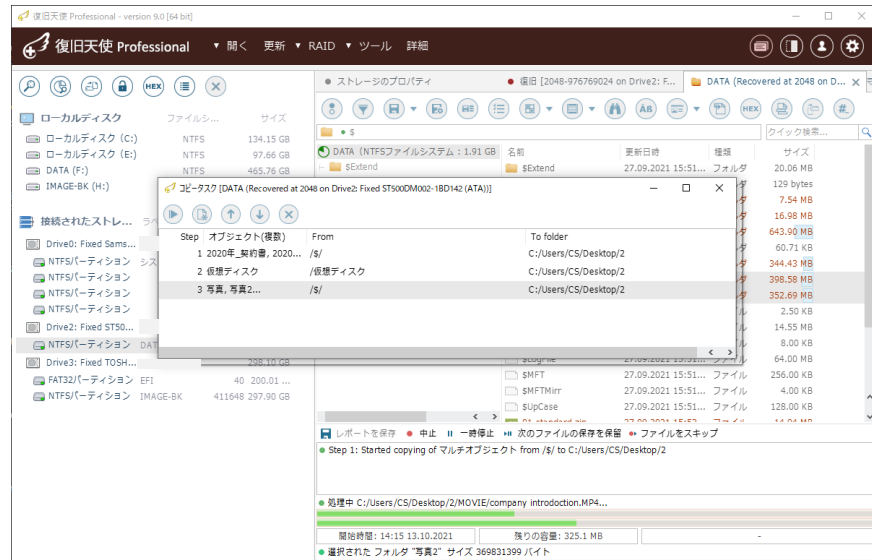 復旧天使 Professional - version 9.0 [64 bit]
復旧天使 Professional ▼ 開く 更新 ▼ RAID ▼ ツール 詳細
HEX
ストレージのプロパティ
復旧 [2048-976769024 on Drive2: F...
DATA (Recovered at 2048 on D... x
ローカルディスク ファイルシ... サイズ
ローカルディスク (C:) NTFS 134.15 GB
ローカルディスク (E:) NTFS 97.66 GB
DATA (F:) NTFS 465.76 GB
IMAGE-BK (H:)
接続されたストレ...
Drive0: Fixed Sams...
NTFSパーティション シス
NTFSパーティション
NTFSパーティション
NTFSパーティション
Drive2: Fixed ST50...
NTFSパーティション DAT
Drive3: Fixed TOSH... 298.10 GB
FAT32パーティション EFI 40 200.01 ...
NTFSパーティション IMAGE-BK 411648 297.90 GB
HEX
$
クイック検索...
DATA (NTFSファイルシステム : 1.91 GB
$Extend
名前 更新日時 種類 サイズ
$Extend 27.09.2021 15:51... フォルダ 20.06 MB
129 bytes
7.54 MB
16.98 MB
643.90 MB
60.71 KB
344.43 MB
398.58 MB
352.69 MB
2.50 KB
14.55 MB
8.00 KB
$LogFile 27.09.2021 15:51... ファイル 64.00 MB
$MFT 27.09.2021 15:51... ファイル 256.00 KB
$MFTMirr 27.09.2021 15:51... ファイル 4.00 KB
$UpCase 27.09.2021 15:51... ファイル 128.00 KB
コピータスク [DATA (Recovered at 2048 on Drive2: Fixed ST500DM002-1BD142 (ATA))]
Step オブジェクト(複数) From To folder
1 2020年_契約書, 2020... /$/ C:/Users/CS/Desktop/2
2 仮想ディスク /仮想ディスク C:/Users/CS/Desktop/2
3 写真, 写真2... /$/ C:/Users/CS/Desktop/2
レポートを保存 中止 一時停止 次のファイルの保存を保留 ファイルをスキップ
Step 1: Started copying of マルチオブジェクト from /$/ to C:/Users/CS/Desktop/2
処理中 C:/Users/CS/Desktop/2/MOVIE/company introdoction.MP4...
開始時間: 14:15 13.10.2021 残りの容量: 325.1 MB -
選択された フォルダ "写真2" サイズ 369831399 バイト